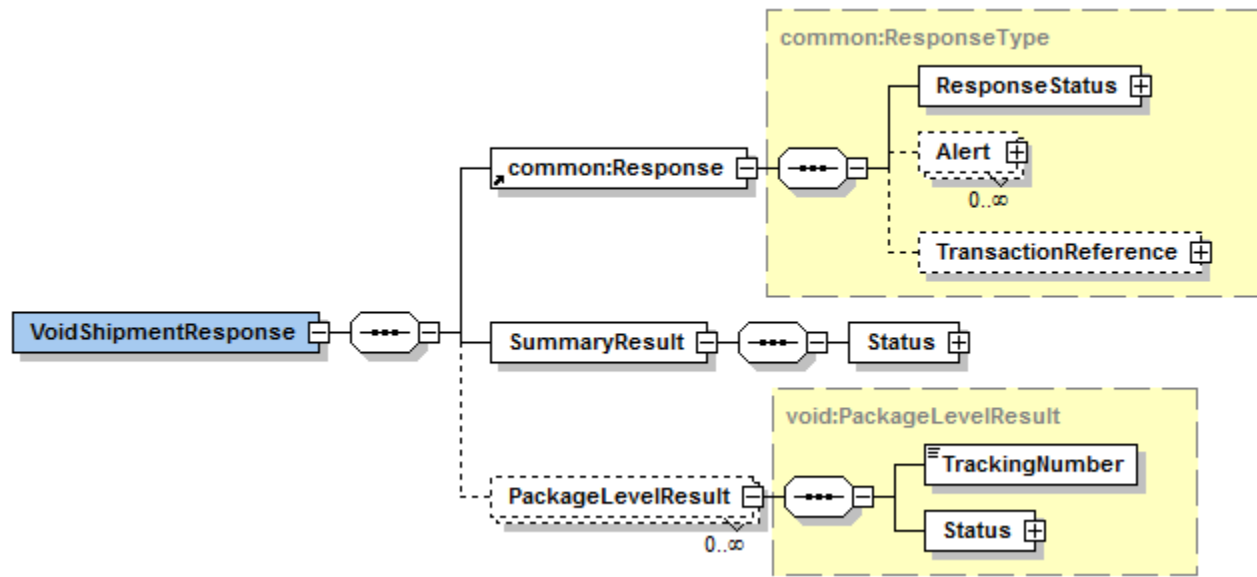 common:ResponseType
ResponseStatus
Alert
0..∞
common:Response
TransactionReference
VoidShipmentResponse
SummaryResult
Status
void:PackageLevelResult
TrackingNumber
PackageLevelResult
0..∞
Status